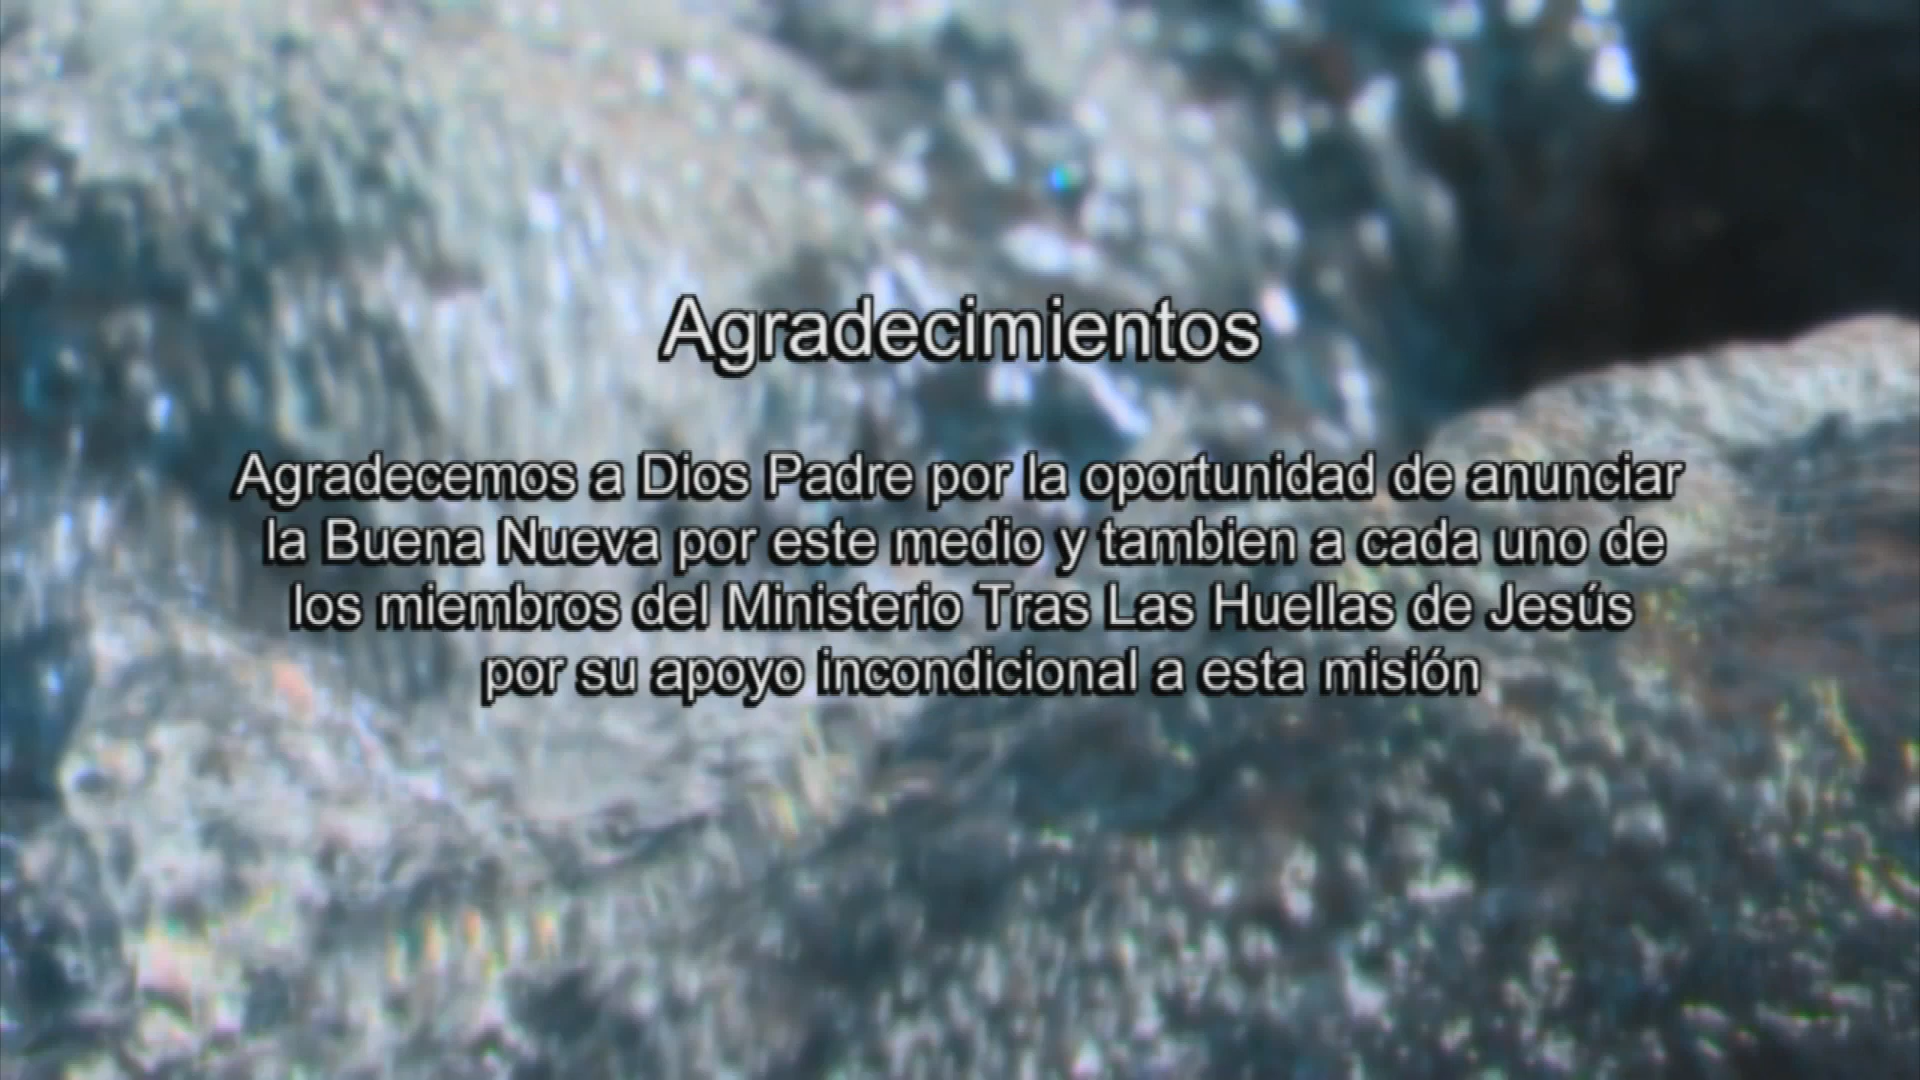 Agradecimientos
Agradecemos a Dios Padre por la oportunidad de anunciar
la Buena Nueva por este medio y tambien a cada uno de
los miembros del Ministerio Tras Las Huellas de Jesús
por su apoyo incondicional a esta misión